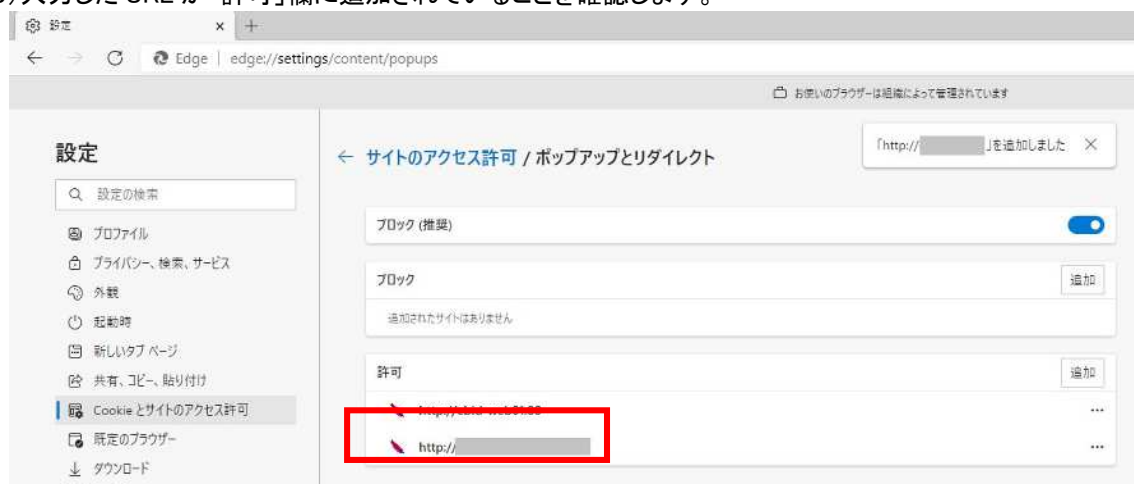 入力した URL が「許可」欄に追加されていることを確認します。
設定
Edge | edge://settings/content/popups
お使いのブラウザーは組織によって管理されています
設定
サイトのアクセス許可 / ポップアップとリダイレクト
「http:// 」を追加しました
設定の検索
プロファイル
プライバシー、検索、サービス
外観
起動時
新しいタブ ページ
共有、コピー、貼り付け
Cookie とサイトのアクセス許可
既定のブラウザー
ダウンロード
ブロック (推奨)
ブロック
追加
追加されたサイトはありません
許可
追加
http://